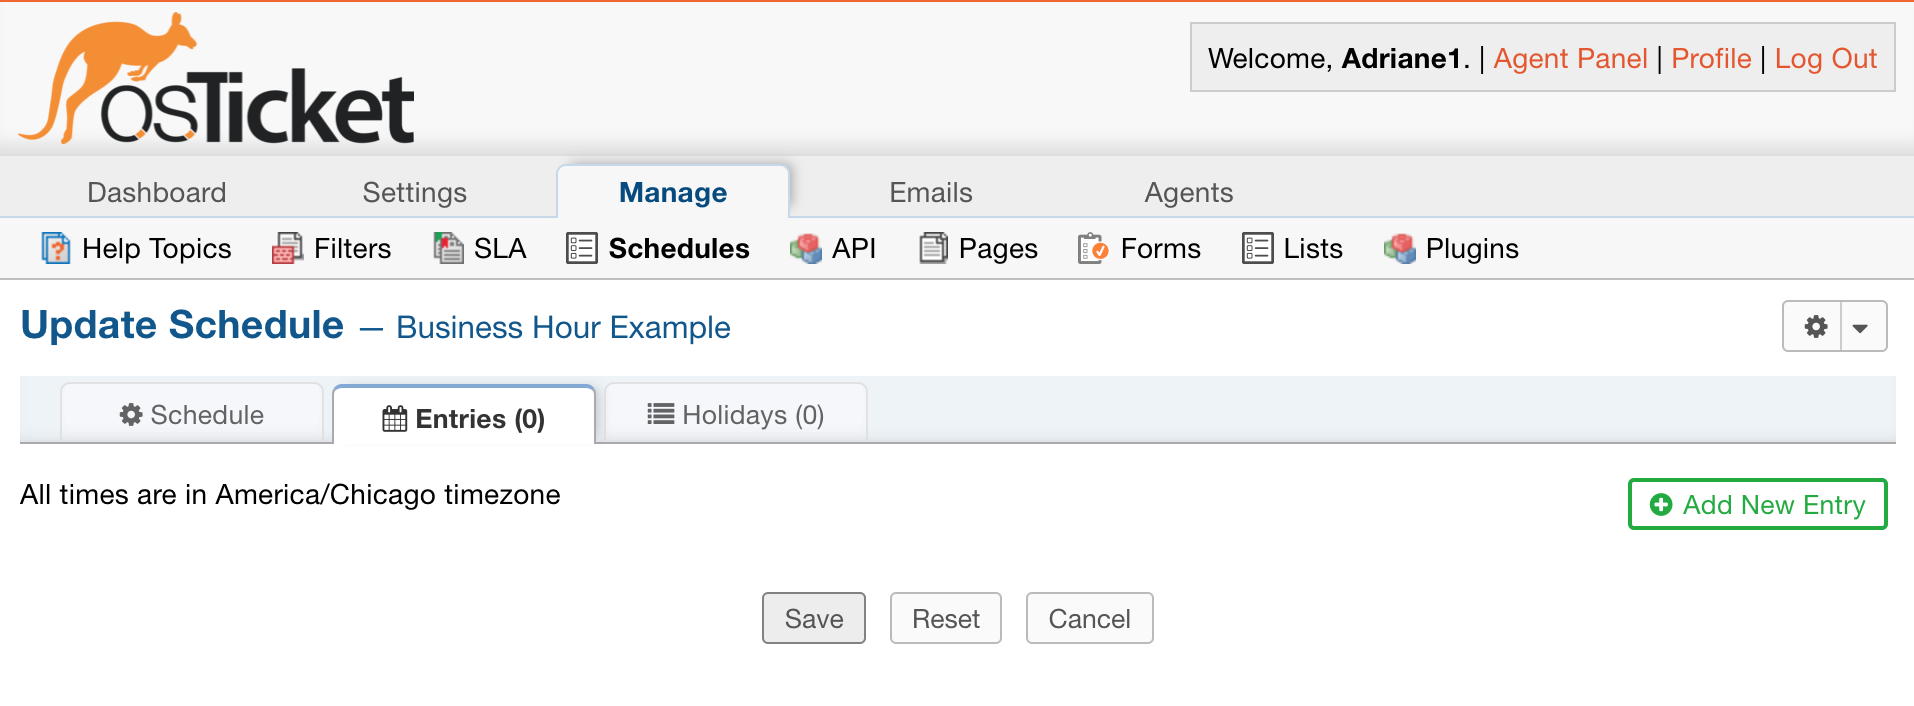 osTicket
Welcome, Adriane1. | Agent Panel | Profile | Log Out
Dashboard Settings Manage Emails Agents
Help Topics Filters SLA Schedules API Pages Forms Lists Plugins
Update Schedule — Business Hour Example
Schedule Entries (0) Holidays (0)
All times are in America/Chicago timezone
Add New Entry
Save Reset Cancel